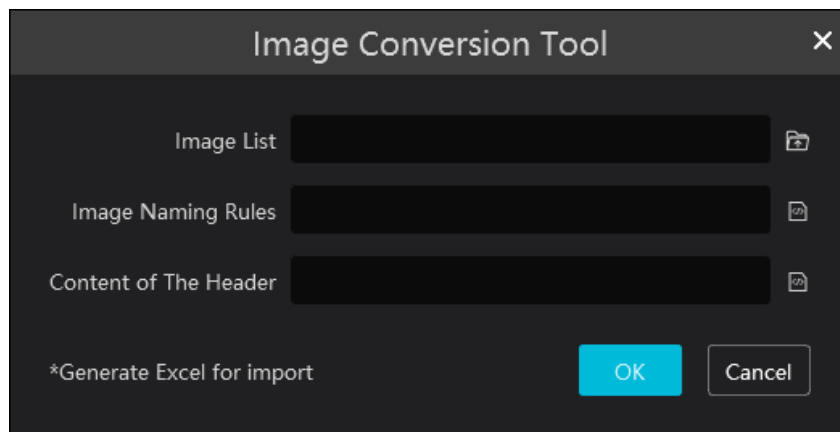 Image Conversion Tool
Image List
Image Naming Rules
Content of The Header
*Generate Excel for import
OK
Cancel